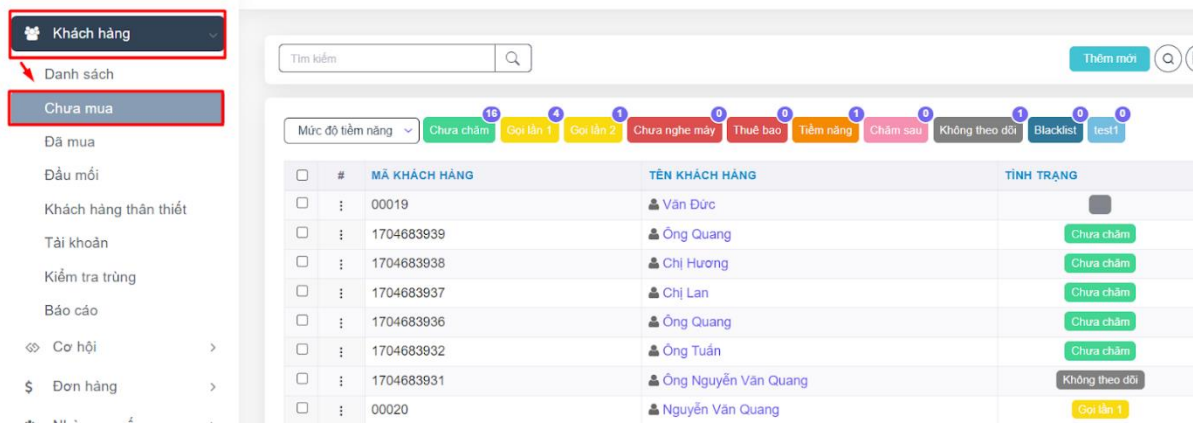 Khách hàng
Danh sách
Chưa mua
Đã mua
Đầu mối
Khách hàng thân thiết
Tài khoản
Kiểm tra trùng
Báo cáo
Cơ hội
Đơn hàng
Tìm kiếm
Thêm mới
Mức độ tiềm năng
Chưa chăm 16 Gọi lần 1 4 Gọi lần 2 1 Chưa nghe máy 0 Thuê bao 0 Tiềm năng 1 Chăm sau 0 Không theo dõi 1 Blacklist 0 test1 0
# MÃ KHÁCH HÀNG TÊN KHÁCH HÀNG TÌNH TRẠNG
00019 Văn Đức
1704683939 Ông Quang Chưa chăm
1704683938 Chị Hương Chưa chăm
1704683937 Chị Lan Chưa chăm
1704683936 Ông Quang Chưa chăm
1704683932 Ông Tuấn Chưa chăm
1704683931 Ông Nguyễn Văn Quang Không theo dõi
00020 Nguyễn Văn Quang Gọi lần 1